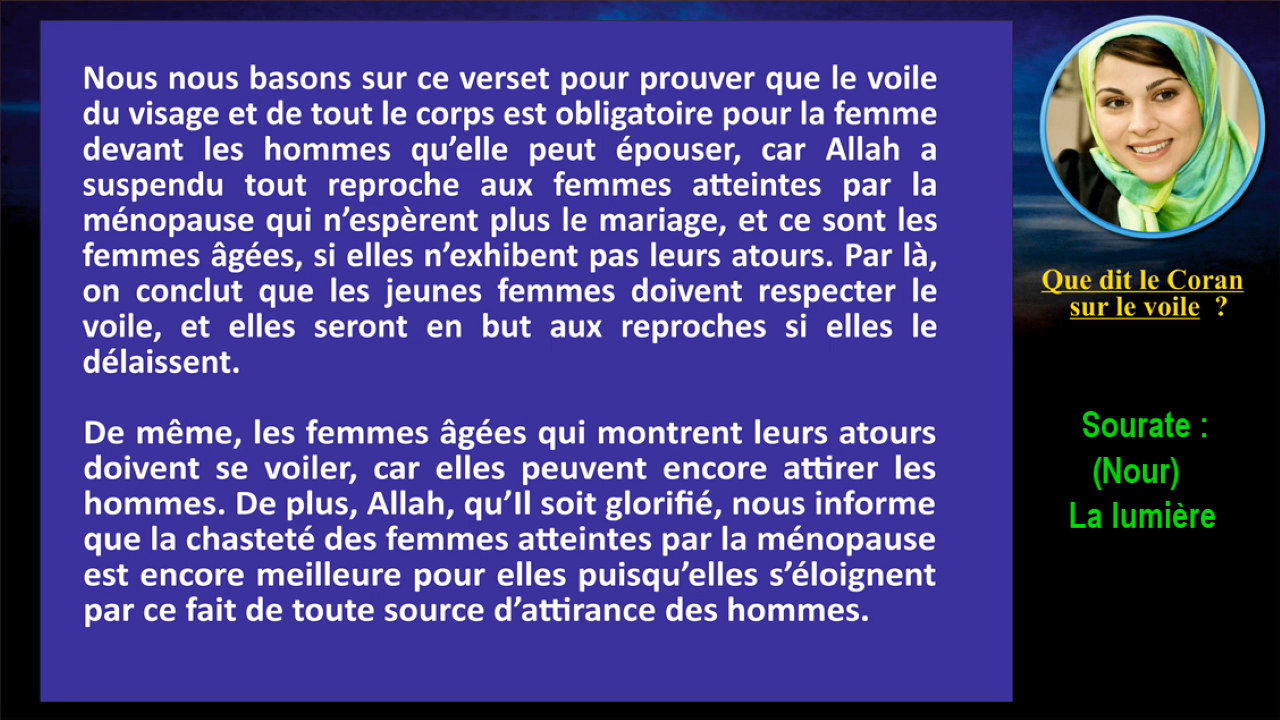 Nous nous basons sur ce verset pour prouver que le voile
du visage et de tout le corps est obligatoire pour la femme
devant les hommes qu’elle peut épouser, car Allah a
suspendu tout reproche aux femmes atteintes par la
ménopause qui n’espèrent plus le mariage, et ce sont les
femmes âgées, si elles n’exhibent pas leurs atours. Par là,
on conclut que les jeunes femmes doivent respecter le
voile, et elles seront en but aux reproches si elles le
délaissent.
De même, les femmes âgées qui montrent leurs atours
doivent se voiler, car elles peuvent encore attirer les
hommes. De plus, Allah, qu’Il soit glorifié, nous informe
que la chasteté des femmes atteintes par la ménopause
est encore meilleure pour elles puisqu’elles s’éloignent
par ce fait de toute source d’attirance des hommes.
Que dit le Coran
sur le voile ?
Sourate :
(Nour)
La lumière